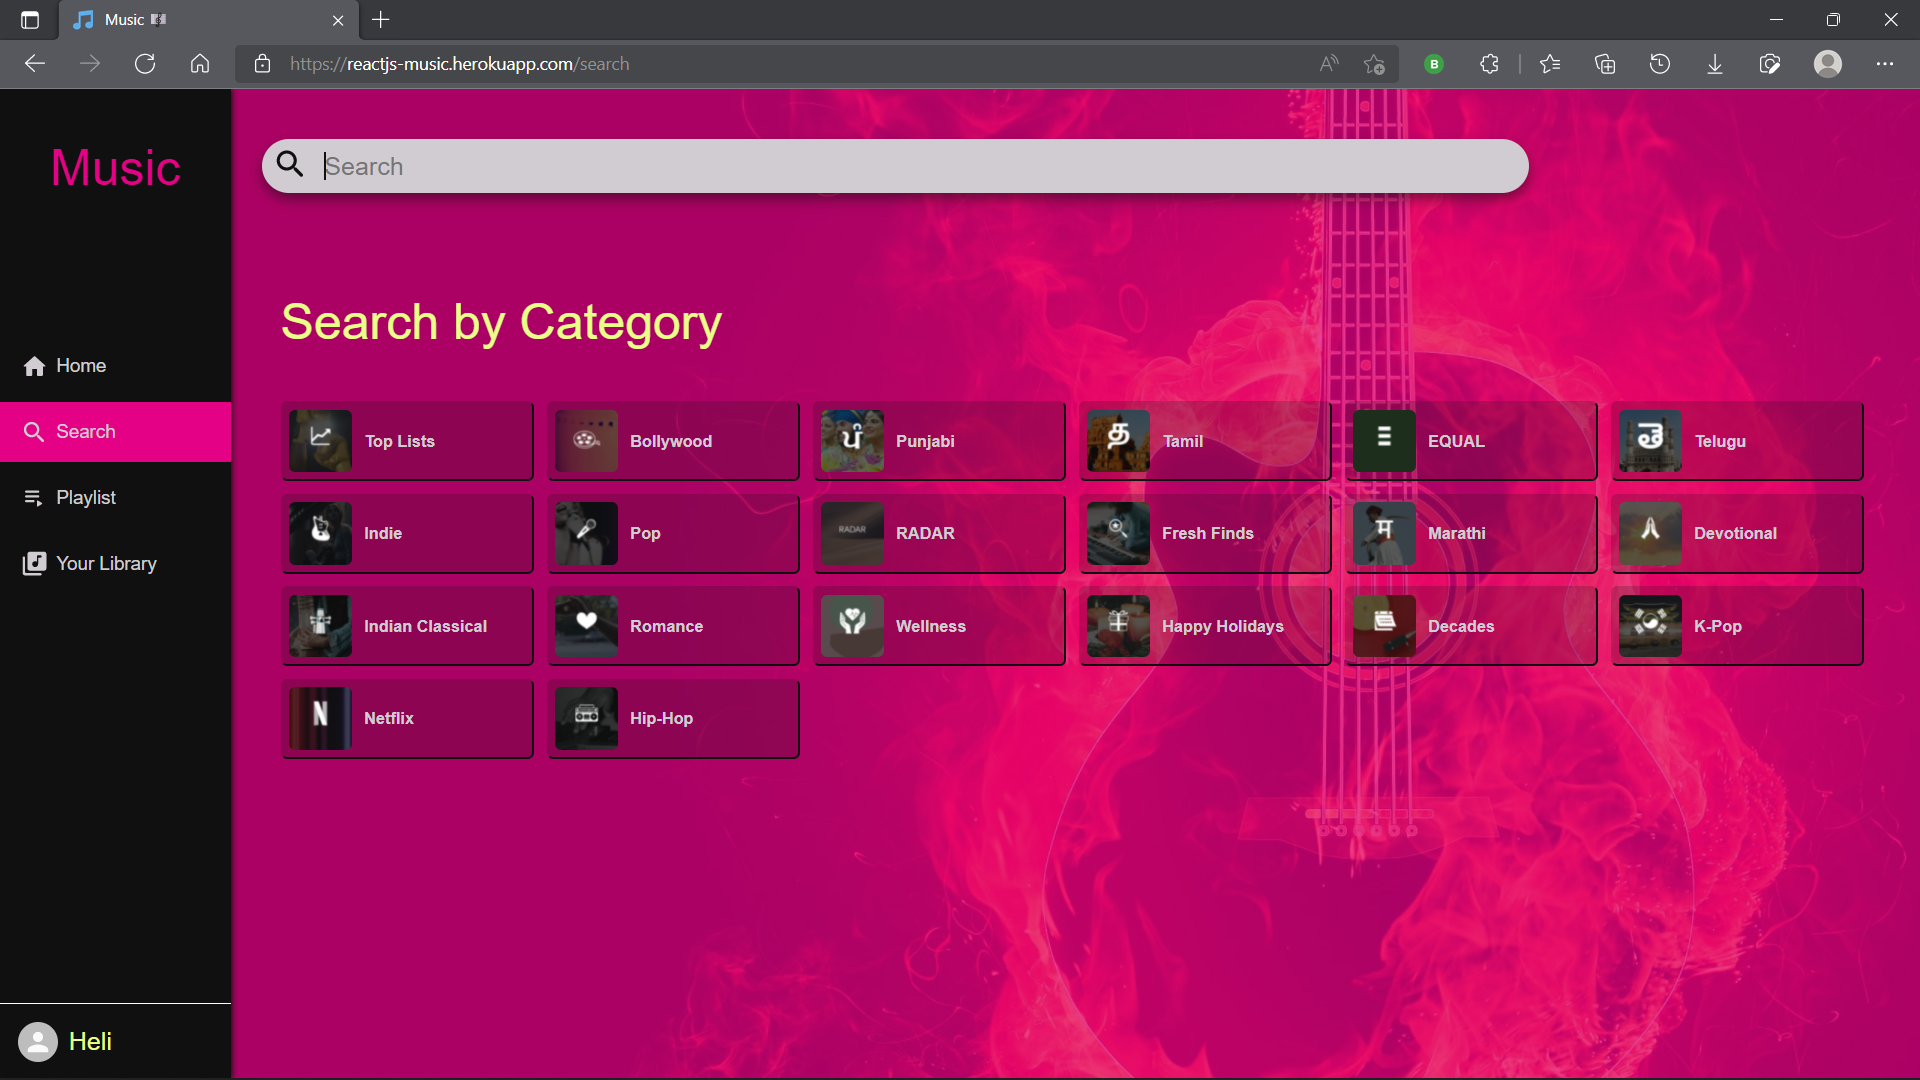 Music
https://reactjs-music.herokuapp.com/search
B
Music
Search
Search by Category
Home
Search
Playlist
Your Library
Top Lists
Bollywood
ਪੰ
Punjabi
த
Tamil
EQUAL
తె
Telugu
Indie
Pop
RADAR
RADAR
Fresh Finds
म
Marathi
Devotional
Indian Classical
Romance
Wellness
Happy Holidays
Decades
K-Pop
N
Netflix
Hip-Hop
Heli